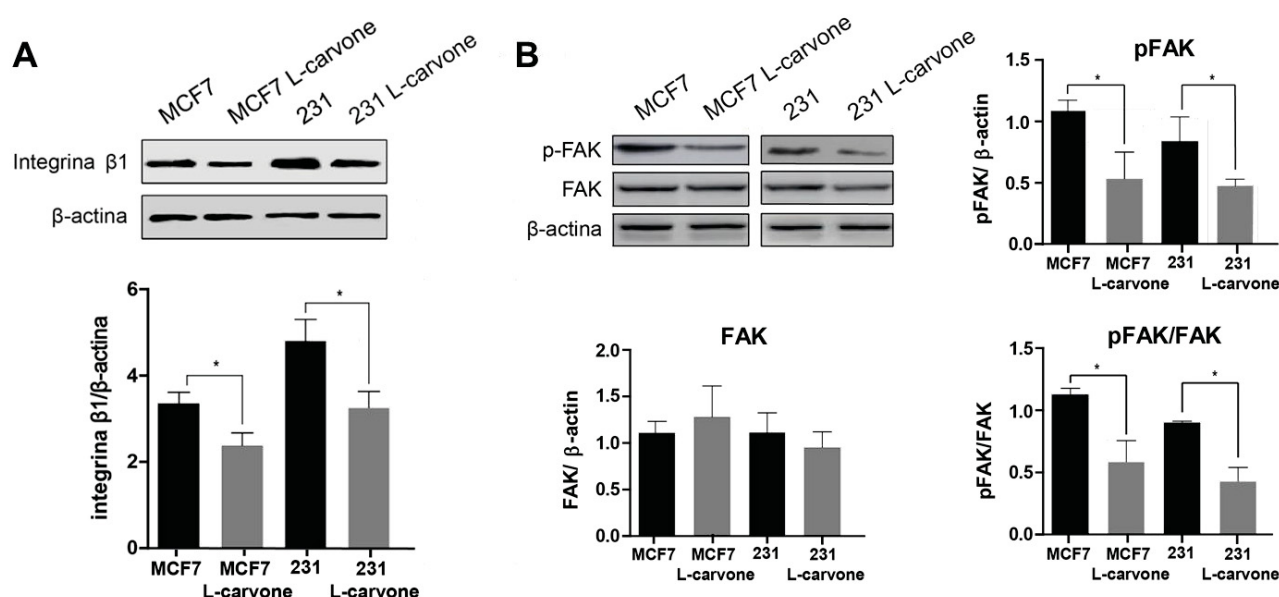 A
MCF7
MCF7 L-carvone
231
231 L-carvone
Integrina β1
β-actina
integrina β1/β-actina
6
4
2
0
*
*
MCF7
MCF7
L-carvone
231
231
L-carvone
B
MCF7
MCF7 L-carvone
231
231 L-carvone
p-FAK
FAK
β-actina
pFAK
pFAK/ β-actin
1.5
1.0
0.5
0.0
*
*
MCF7
MCF7
L-carvone
231
231
L-carvone
FAK
FAK/ β-actin
2.0
1.5
1.0
0.5
0.0
MCF7
MCF7
L-carvone
231
231
L-carvone
pFAK/FAK
pFAK/FAK
1.5
1.0
0.5
0.0
*
*
MCF7
MCF7
L-carvone
231
231
L-carvone